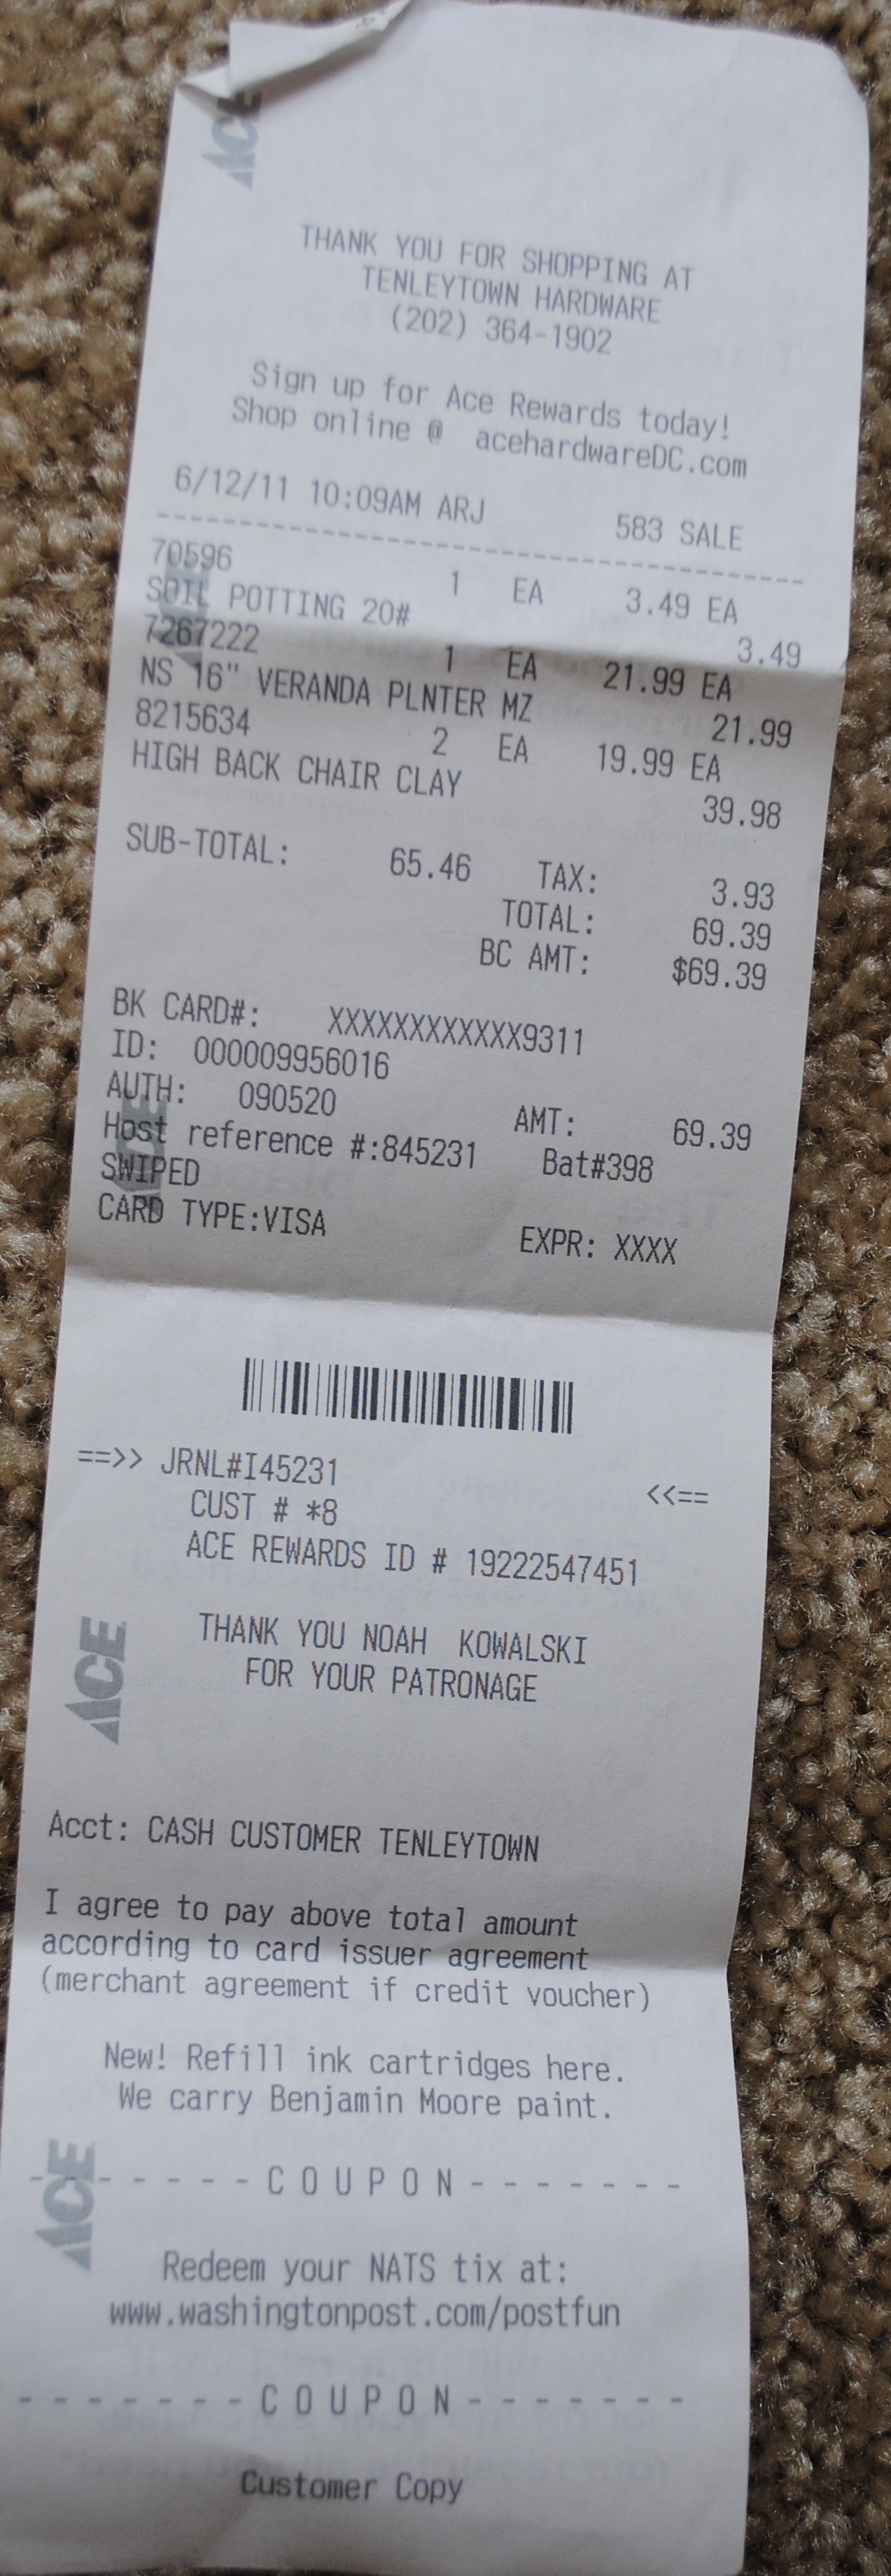 ACE
THANK YOU FOR SHOPPING AT
TENLEYTOWN HARDWARE
(202) 364-1902
Sign up for Ace Rewards today!
Shop online @ acehardwareDC.com
6/12/11 10:09AM ARJ 583 SALE
--------------------------------------------
70596 1 EA 3.49 EA
SOIL POTTING 20# 3.49
7267222 1 EA 21.99 EA
NS 16" VERANDA PLNTER MZ 21.99
8215634 2 EA 19.99 EA
HIGH BACK CHAIR CLAY 39.98
SUB-TOTAL: 65.46 TAX: 3.93
TOTAL: 69.39
BC AMT: $69.39
BK CARD#: XXXXXXXXXXXX9311
ID: 000009956016
AUTH: 090520 AMT: 69.39
Host reference #:845231 Bat#398
SWIPED
CARD TYPE:VISA EXPR: XXXX
==>> JRNL#I45231 <<==
CUST # *8
ACE REWARDS ID # 19222547451
THANK YOU NOAH KOWALSKI
FOR YOUR PATRONAGE
ACE
Acct: CASH CUSTOMER TENLEYTOWN
I agree to pay above total amount
according to card issuer agreement
(merchant agreement if credit voucher)
New! Refill ink cartridges here.
We carry Benjamin Moore paint.
- - - - - - - C O U P O N - - - - - - -
ACE
Redeem your NATS tix at:
www.washingtonpost.com/postfun
- - - - - - - C O U P O N - - - - - - -
Customer Copy